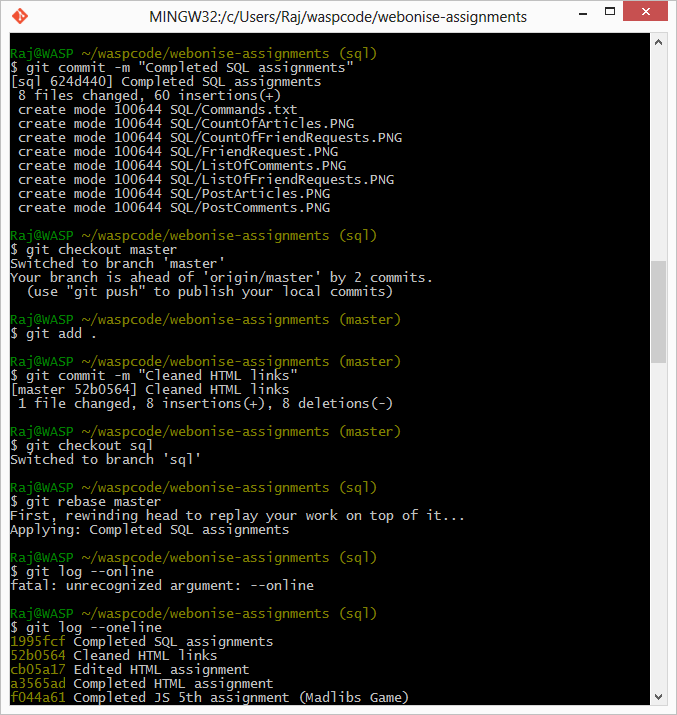 MINGW32:/c/Users/Raj/waspcode/webonise-assignments
Raj@WASP ~/waspcode/webonise-assignments (sql)
$ git commit -m "Completed SQL assignments"
[sql 624d440] Completed SQL assignments
 8 files changed, 60 insertions(+)
 create mode 100644 SQL/Commands.txt
 create mode 100644 SQL/CountOfArticles.PNG
 create mode 100644 SQL/CountOfFriendRequests.PNG
 create mode 100644 SQL/FriendRequest.PNG
 create mode 100644 SQL/ListOfComments.PNG
 create mode 100644 SQL/ListOfFriendRequests.PNG
 create mode 100644 SQL/PostArticles.PNG
 create mode 100644 SQL/PostComments.PNG
Raj@WASP ~/waspcode/webonise-assignments (sql)
$ git checkout master
Switched to branch 'master'
Your branch is ahead of 'origin/master' by 2 commits.
  (use "git push" to publish your local commits)
Raj@WASP ~/waspcode/webonise-assignments (master)
$ git add .
Raj@WASP ~/waspcode/webonise-assignments (master)
$ git commit -m "Cleaned HTML links"
[master 52b0564] Cleaned HTML links
 1 file changed, 8 insertions(+), 8 deletions(-)
Raj@WASP ~/waspcode/webonise-assignments (master)
$ git checkout sql
Switched to branch 'sql'
Raj@WASP ~/waspcode/webonise-assignments (sql)
$ git rebase master
First, rewinding head to replay your work on top of it...
Applying: Completed SQL assignments
Raj@WASP ~/waspcode/webonise-assignments (sql)
$ git log --online
fatal: unrecognized argument: --online
Raj@WASP ~/waspcode/webonise-assignments (sql)
$ git log --oneline
1995fcf Completed SQL assignments
52b0564 Cleaned HTML links
cb05a17 Edited HTML assignment
a3565ad Completed HTML assignment
f044a61 Completed JS 5th assignment (Madlibs Game)